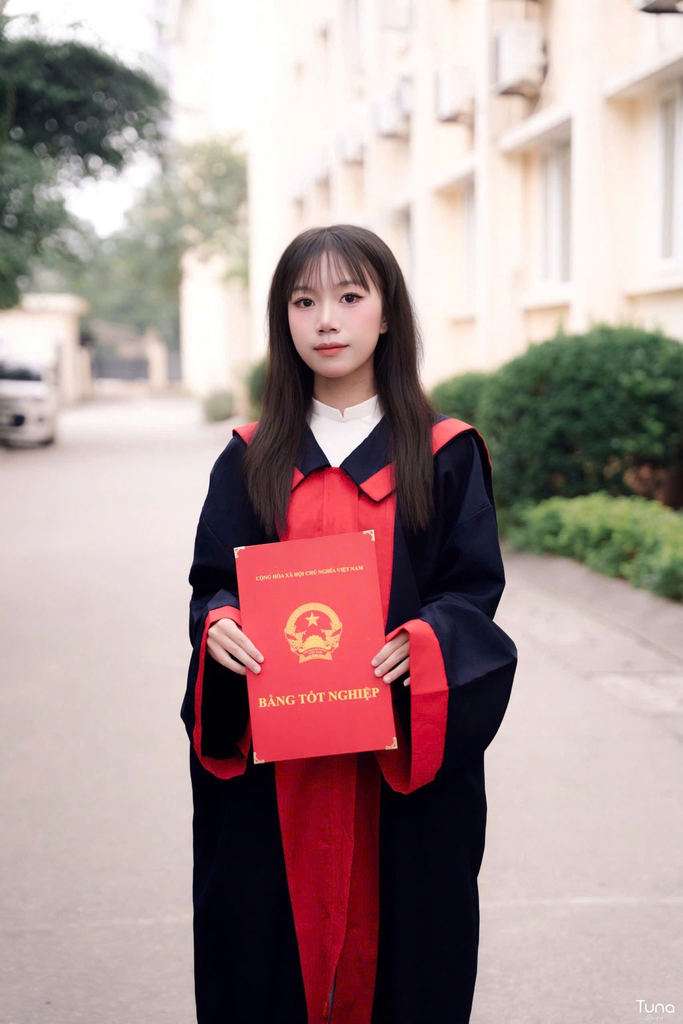 CỘNG HÒA XÃ HỘI CHỦ NGHĨA VIỆT NAM
BẰNG TỐT NGHIỆP
Tuna